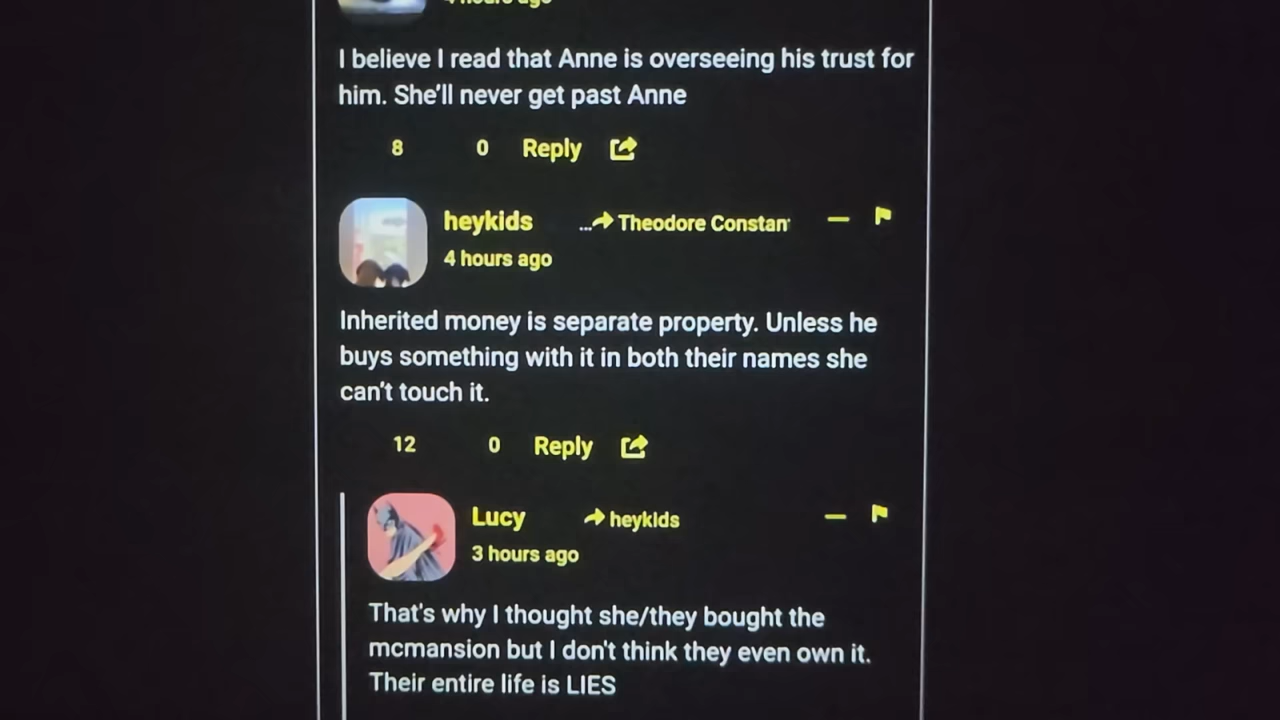 4 hours ago
I believe I read that Anne is overseeing his trust for
him. She'll never get past Anne
8 0 Reply
heykids ... Theodore Constan
4 hours ago
Inherited money is separate property. Unless he
buys something with it in both their names she
can't touch it.
12 0 Reply
Lucy heykids
3 hours ago
That's why I thought she/they bought the
mcmansion but I don't think they even own it.
Their entire life is LIES